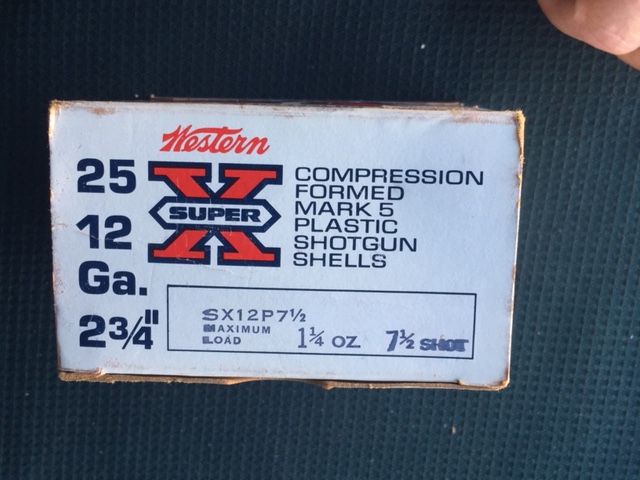 Western
25
12
Ga.
2¾"
X
SUPER
COMPRESSION
FORMED
MARK 5
PLASTIC
SHOTGUN
SHELLS
SX12P7½
MAXIMUM
LOAD
1¼ OZ 7½ SHOT